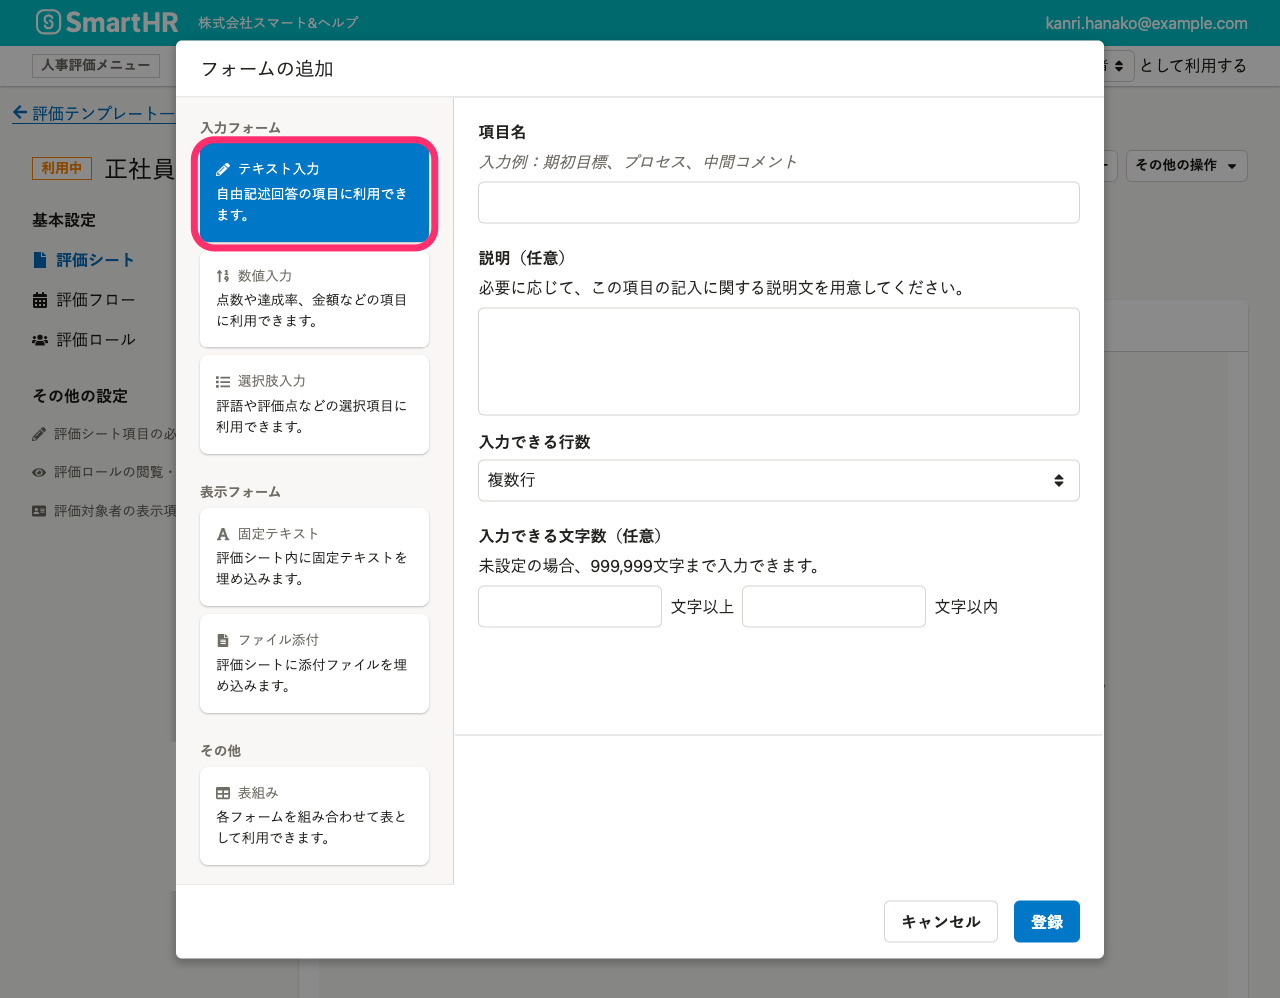 SmartHR
株式会社スマート&ヘルプ
kanri.hanako@example.com
人事評価メニュー
として利用する
評価テンプレート一
利用中
正社員
その他の操作
基本設定
評価シート
評価フロー
評価ロール
その他の設定
評価シート項目の必
評価ロールの閲覧・
評価対象者の表示項
フォームの追加
入力フォーム
テキスト入力
自由記述回答の項目に利用でき
ます。
数値入力
点数や達成率、金額などの項目
に利用できます。
選択肢入力
評語や評価点などの選択項目に
利用できます。
表示フォーム
固定テキスト
評価シート内に固定テキストを
埋め込みます。
ファイル添付
評価シートに添付ファイルを埋
め込みます。
その他
表組み
各フォームを組み合わせて表と
して利用できます。
項目名
入力例：期初目標、プロセス、中間コメント
説明（任意）
必要に応じて、この項目の記入に関する説明文を用意してください。
入力できる行数
複数行
入力できる文字数（任意）
未設定の場合、999,999文字まで入力できます。
文字以上
文字以内
キャンセル
登録